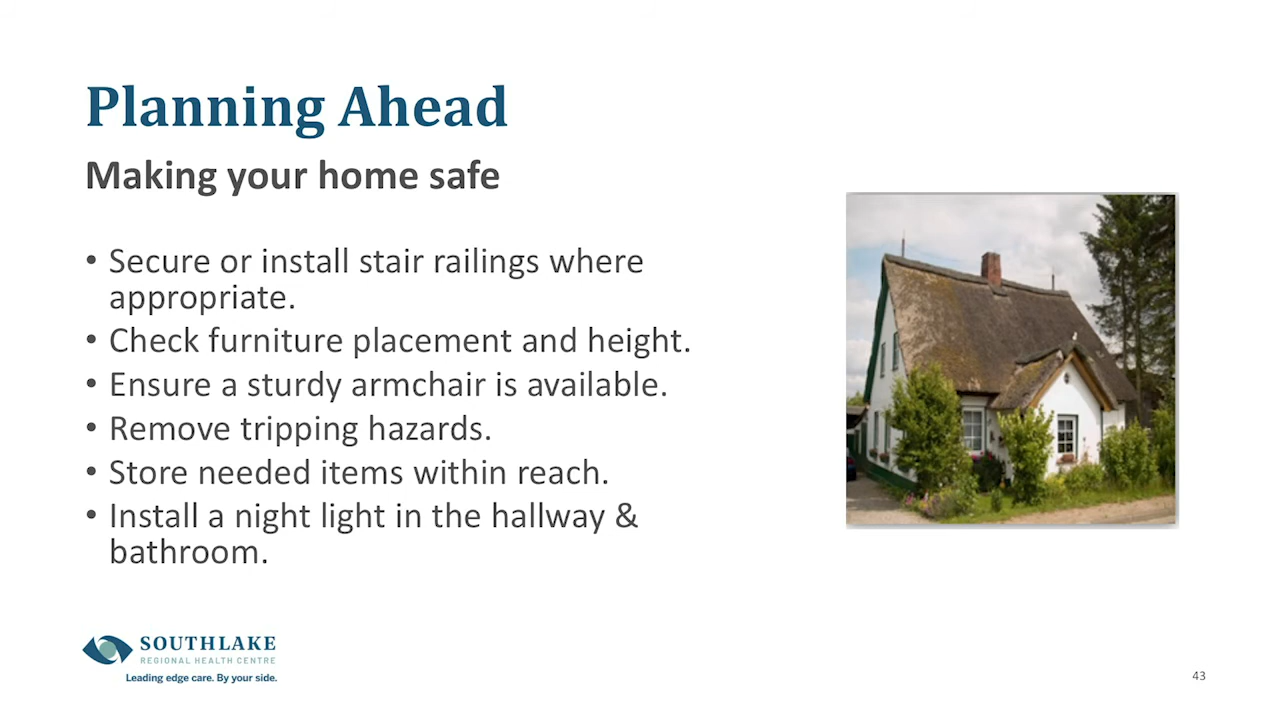 Planning Ahead
Making your home safe
• Secure or install stair railings where
appropriate.
• Check furniture placement and height.
• Ensure a sturdy armchair is available.
• Remove tripping hazards.
• Store needed items within reach.
• Install a night light in the hallway &
bathroom.
SOUTHLAKE
REGIONAL HEALTH CENTRE
Leading edge care. By your side.
43